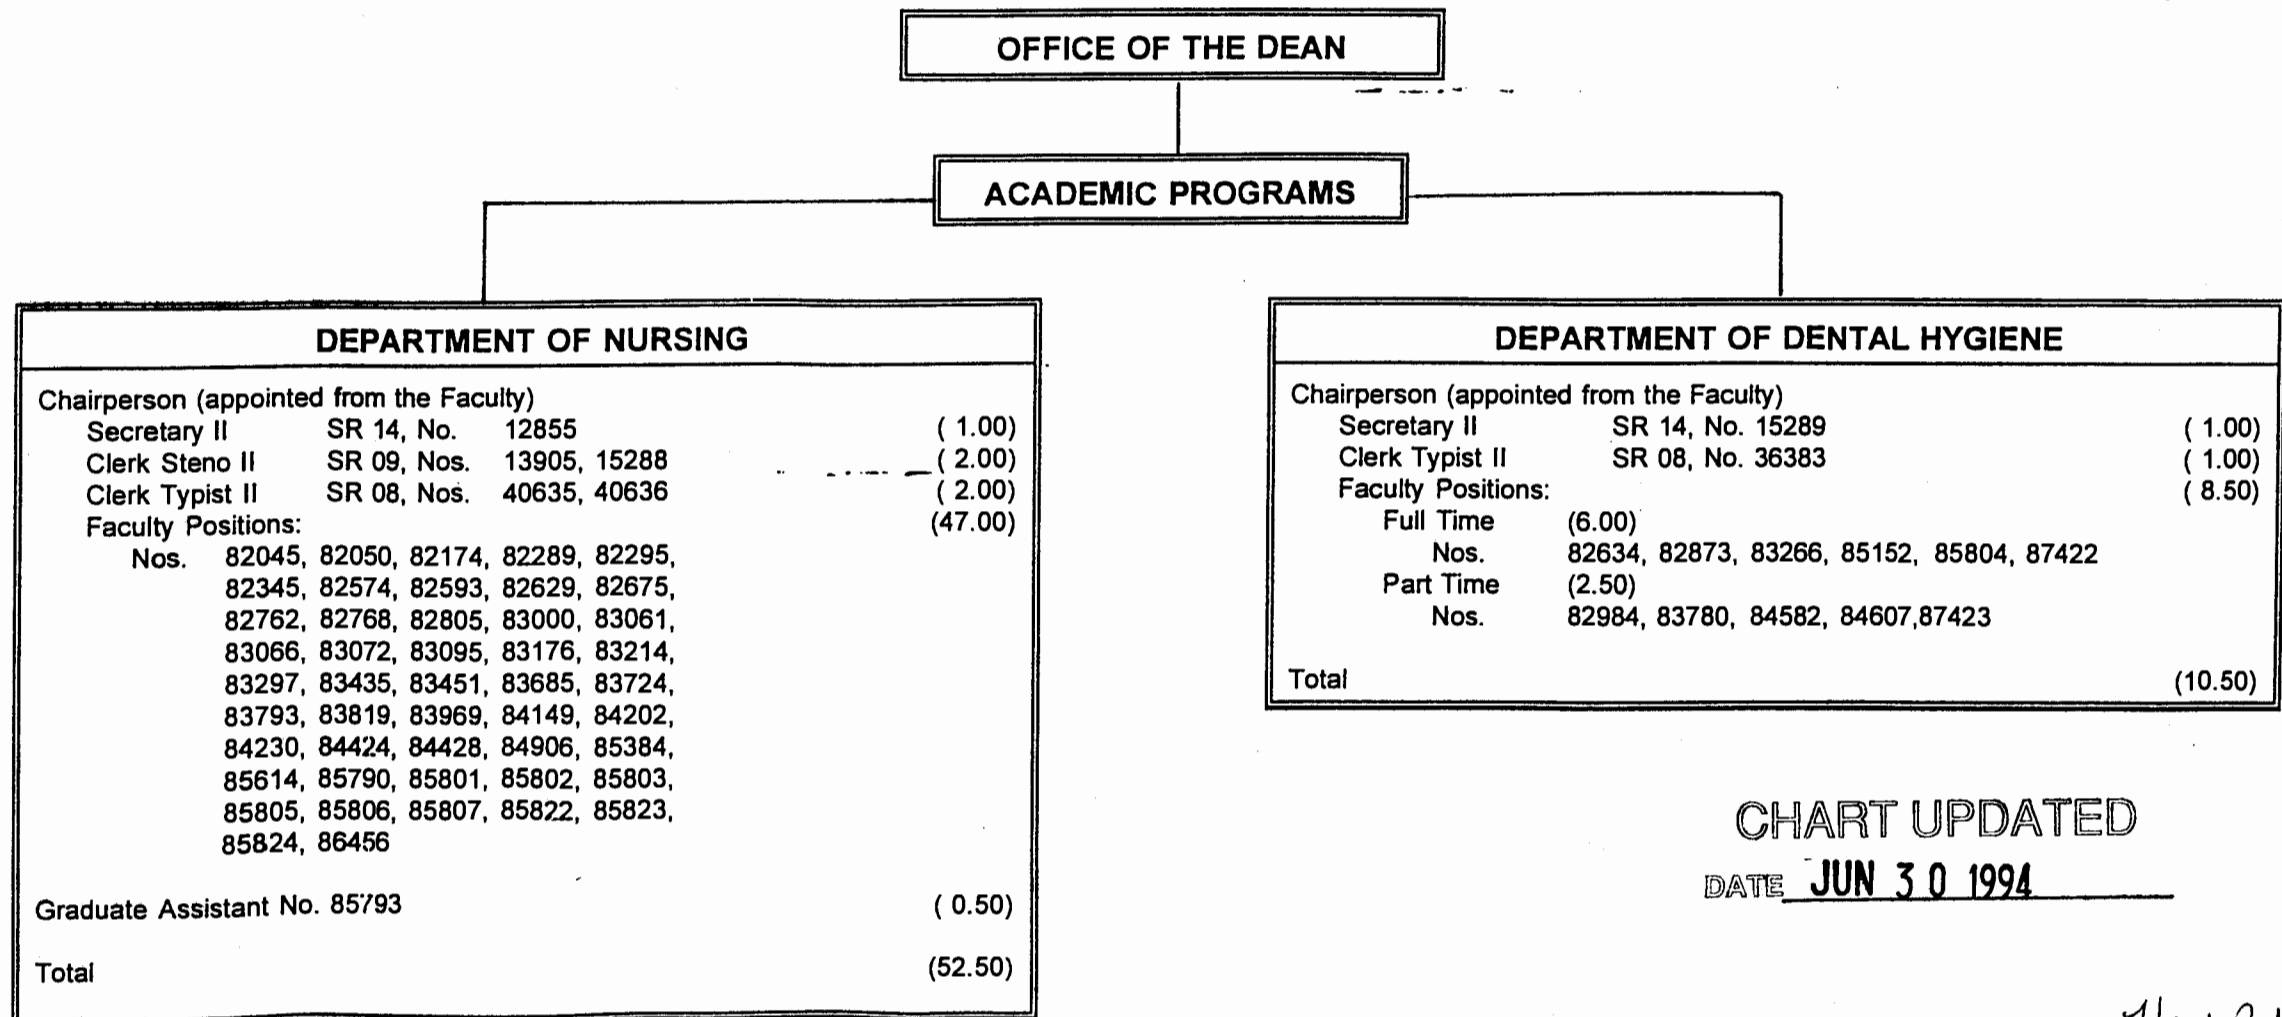 OFFICE OF THE DEAN
ACADEMIC PROGRAMS
DEPARTMENT OF NURSING
Chairperson (appointed from the Faculty)
Secretary II SR 14, No. 12855 ( 1.00)
Clerk Steno II SR 09, Nos. 13905, 15288 ( 2.00)
Clerk Typist II SR 08, Nos. 40635, 40636 ( 2.00)
Faculty Positions: (47.00)
Nos. 82045, 82050, 82174, 82289, 82295,
82345, 82574, 82593, 82629, 82675,
82762, 82768, 82805, 83000, 83061,
83066, 83072, 83095, 83176, 83214,
83297, 83435, 83451, 83685, 83724,
83793, 83819, 83969, 84149, 84202,
84230, 84424, 84428, 84906, 85384,
85614, 85790, 85801, 85802, 85803,
85805, 85806, 85807, 85822, 85823,
85824, 86456
Graduate Assistant No. 85793 ( 0.50)
Total (52.50)
DEPARTMENT OF DENTAL HYGIENE
Chairperson (appointed from the Faculty)
Secretary II SR 14, No. 15289 ( 1.00)
Clerk Typist II SR 08, No. 36383 ( 1.00)
Faculty Positions: ( 8.50)
Full Time (6.00)
Nos. 82634, 82873, 83266, 85152, 85804, 87422
Part Time (2.50)
Nos. 82984, 83780, 84582, 84607,87423
Total (10.50)
CHART UPDATED
DATE JUN 30 1994